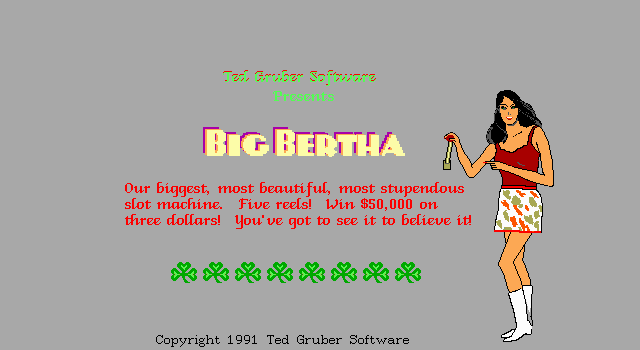 Ted Gruber Software
Presents
BIG BERTHA
Our biggest, most beautiful, most stupendous
slot machine.  Five reels!  Win $50,000 on
three dollars!  You've got to see it to believe it!
Copyright 1991 Ted Gruber Software